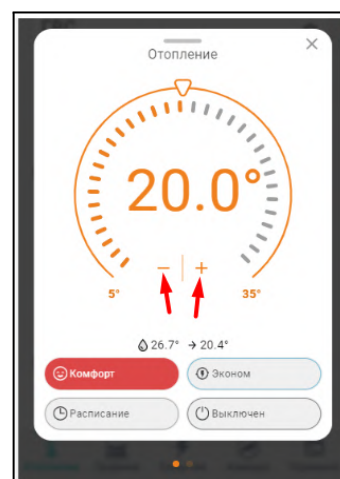 Отопление
20.0°
− +
5° 35°
26.7° → 20.4°
Комфорт Эконом
Расписание Выключен